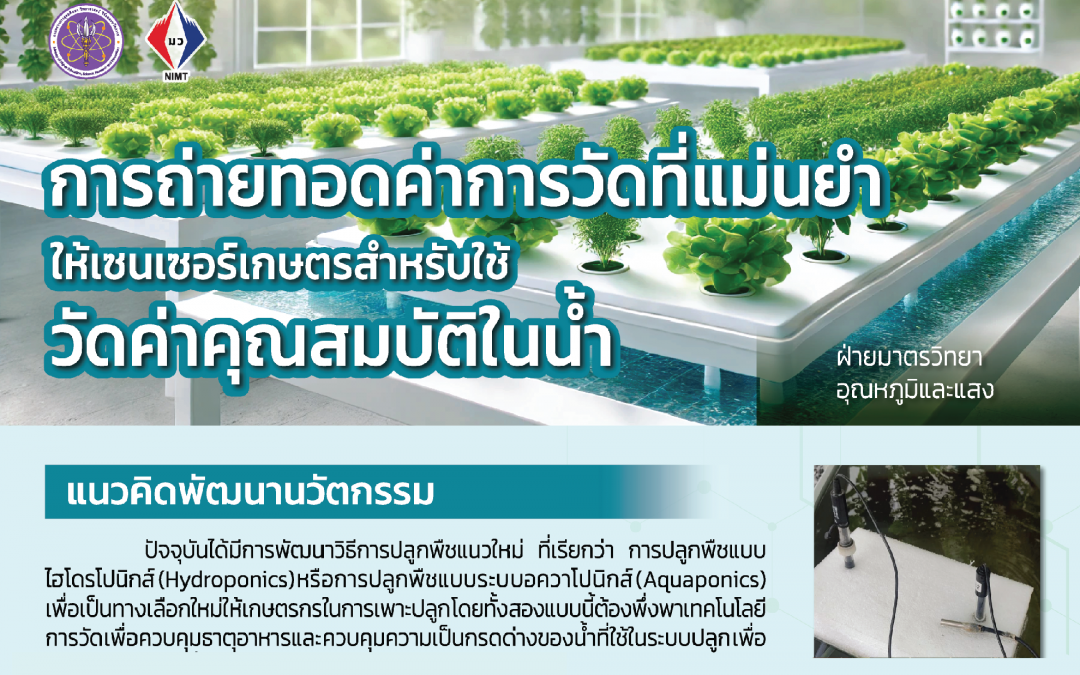 มว
NIMT
การถ่ายทอดค่าการวัดที่แม่นยำ
ให้เซนเซอร์เกษตรสำหรับใช้
วัดค่าคุณสมบัติในน้ำ
ฝ่ายมาตรวิทยา
อุณหภูมิและแสง
แนวคิดพัฒนานวัตกรรม
ปัจจุบันได้มีการพัฒนาวิธีการปลูกพืชแนวใหม่ ที่เรียกว่า การปลูกพืชแบบ
ไฮโดรโปนิกส์ (Hydroponics) หรือการปลูกพืชแบบระบบอควาโปนิกส์ (Aquaponics)
เพื่อเป็นทางเลือกใหม่ให้เกษตรกรในการเพาะปลูกโดยทั้งสองแบบนี้ต้องพึ่งพาเทคโนโลยี
การวัดเพื่อควบคุมธาตุอาหารและควบคุมความเป็นกรดด่างของน้ำที่ใช้ในระบบปลูกเพื่อ